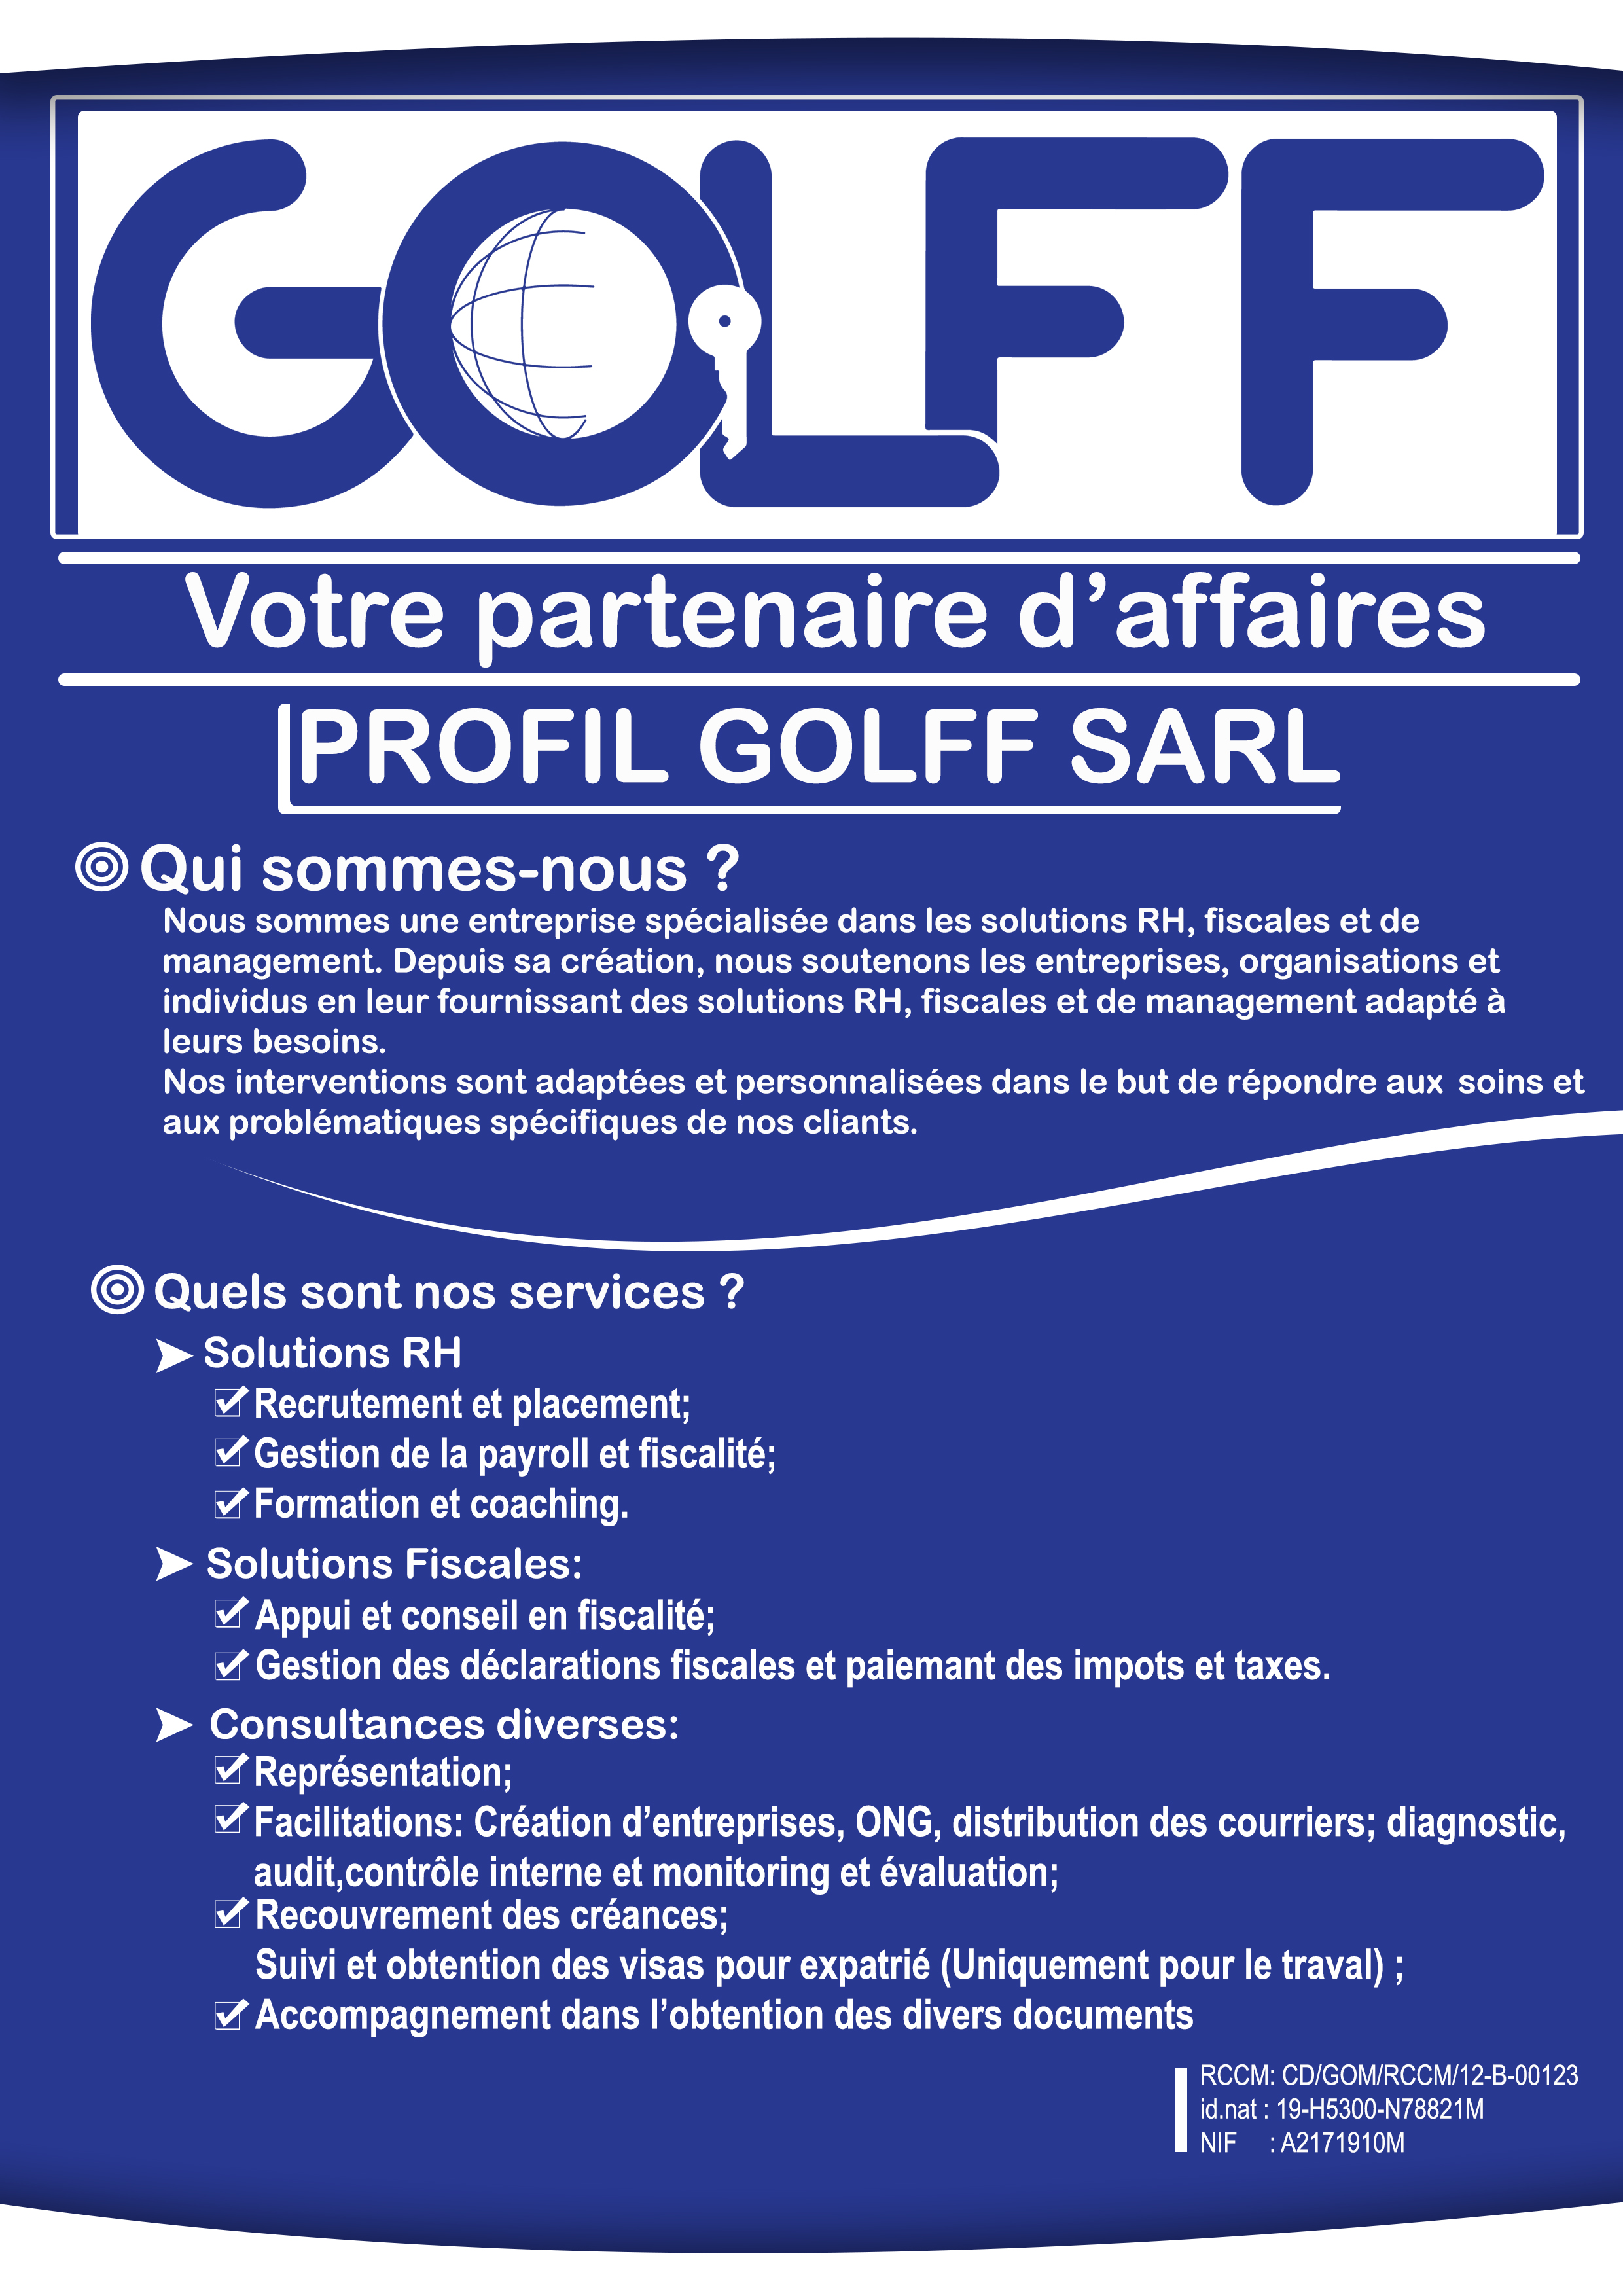 GOLFF
Votre partenaire d’affaires
PROFIL GOLFF SARL
Qui sommes-nous ?
Nous sommes une entreprise spécialisée dans les solutions RH, fiscales et de
management. Depuis sa création, nous soutenons les entreprises, organisations et
individus en leur fournissant des solutions RH, fiscales et de management adapté à
leurs besoins.
Nos interventions sont adaptées et personnalisées dans le but de répondre aux soins et
aux problématiques spécifiques de nos cliants.
Quels sont nos services ?
Solutions RH
Recrutement et placement;
Gestion de la payroll et fiscalité;
Formation et coaching.
Solutions Fiscales:
Appui et conseil en fiscalité;
Gestion des déclarations fiscales et paiemant des impots et taxes.
Consultances diverses:
Représentation;
Facilitations: Création d’entreprises, ONG, distribution des courriers; diagnostic,
audit,contrôle interne et monitoring et évaluation;
Recouvrement des créances;
Suivi et obtention des visas pour expatrié (Uniquement pour le traval) ;
Accompagnement dans l’obtention des divers documents
RCCM: CD/GOM/RCCM/12-B-00123
id.nat : 19-H5300-N78821M
NIF : A2171910M